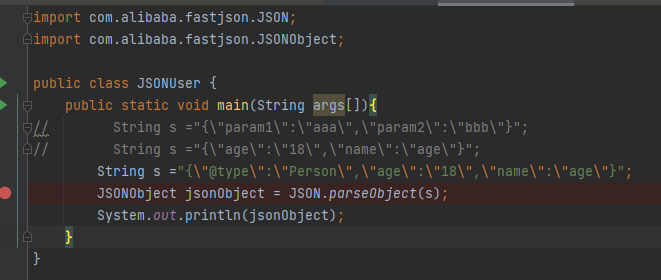 import com.alibaba.fastjson.JSON;
import com.alibaba.fastjson.JSONObject;
public class JSONUser {
public static void main(String args[]){
// String s ="{\"param1\":\"aaa\",\"param2\":\"bbb\"}";
// String s ="{\"age\":\"18\",\"name\":\"age\"}";
String s ="{\"@type\":\"Person\",\"age\":\"18\",\"name\":\"age\"}";
JSONObject jsonObject = JSON.parseObject(s);
System.out.println(jsonObject);
}
}